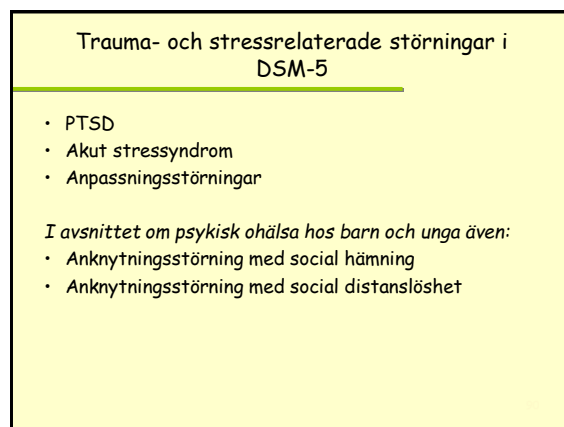 Trauma- och stressrelaterade störningar i
DSM-5
• PTSD
• Akut stressyndrom
• Anpassningsstörningar
I avsnittet om psykisk ohälsa hos barn och unga även:
• Anknytningsstörning med social hämning
• Anknytningsstörning med social distanslöshet